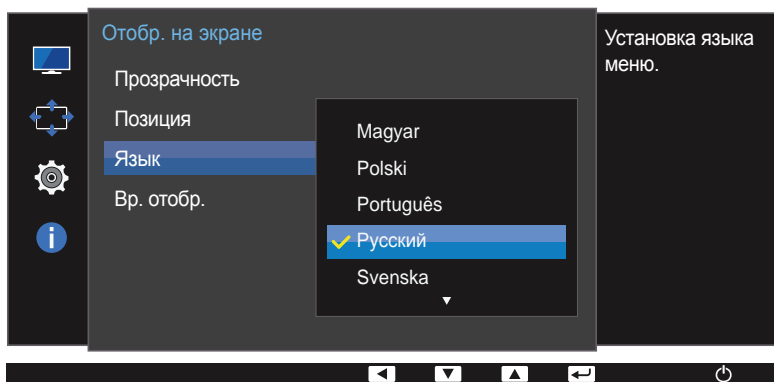 Отобр. на экране
Прозрачность
Позиция
Язык
Вр. отобр.
Magyar
Polski
Português
Русский
Svenska
Установка языка
меню.